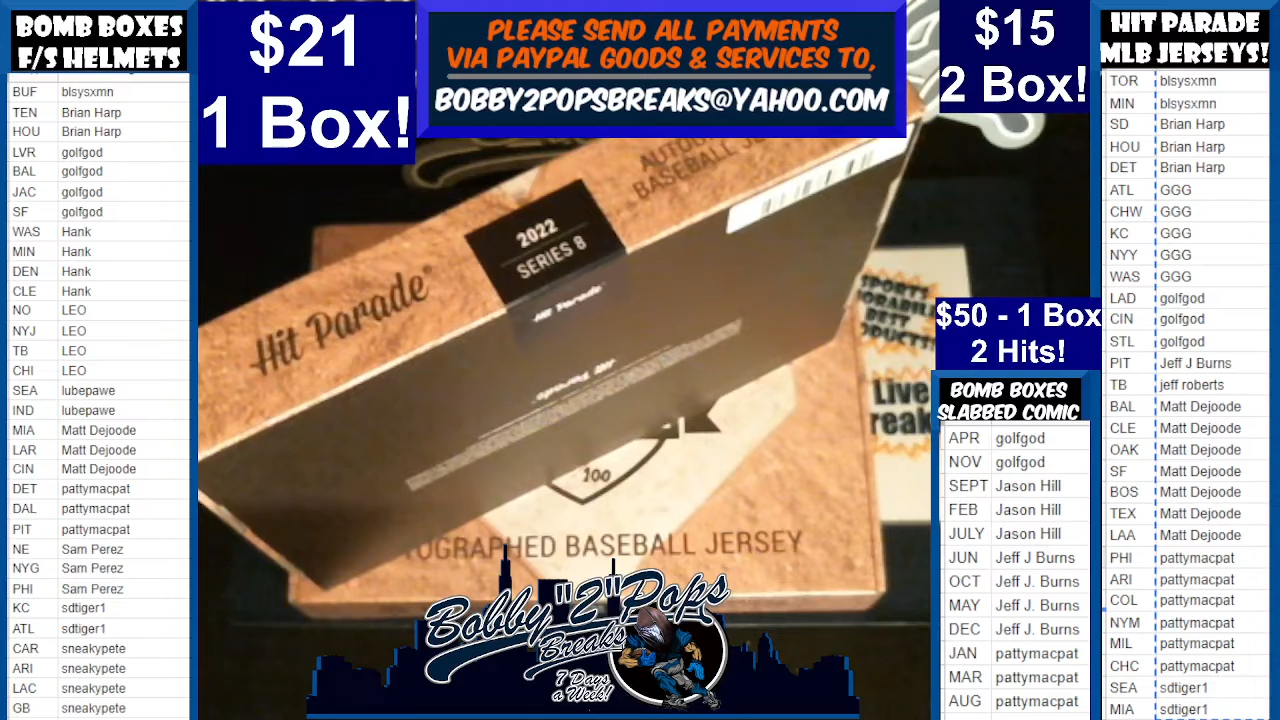 BOMB BOXES
F/S HELMETS
BUF blsysxmn
TEN Brian Harp
HOU Brian Harp
LVR golfgod
BAL golfgod
JAC golfgod
SF golfgod
WAS Hank
MIN Hank
DEN Hank
CLE Hank
NO LEO
NYJ LEO
TB LEO
CHI LEO
SEA lubepawe
IND lubepawe
MIA Matt Dejoode
LAR Matt Dejoode
CIN Matt Dejoode
DET pattymacpat
DAL pattymacpat
PIT pattymacpat
NE Sam Perez
NYG Sam Perez
PHI Sam Perez
KC sdtiger1
ATL sdtiger1
CAR sneakypete
ARI sneakypete
LAC sneakypete
GB sneakypete
$21
1 Box!
PLEASE SEND ALL PAYMENTS
VIA PAYPAL GOODS & SERVICES TO,
BOBBY2POPSBREAKS@YAHOO.COM
BASEBALL
2022
SERIES 8
Hit Parade®
Hit Parade
Hit Parade
100
BASEBALL JERSEY
SPORTS
BEST
Live
Bobby "2" Pops
Breaks
7 Days
a Week!
$15
2 Box!
$50 - 1 Box
2 Hits!
BOMB BOXES
SLABBED COMIC
APR golfgod
NOV golfgod
SEPT Jason Hill
FEB Jason Hill
JULY Jason Hill
JUN Jeff J Burns
OCT Jeff J. Burns
MAY Jeff J. Burns
DEC Jeff J. Burns
JAN pattymacpat
MAR pattymacpat
AUG pattymacpat
HIT PARADE
MLB JERSEYS!
TOR blsysxmn
MIN blsysxmn
SD Brian Harp
HOU Brian Harp
DET Brian Harp
ATL GGG
CHW GGG
KC GGG
NYY GGG
WAS GGG
LAD golfgod
CIN golfgod
STL golfgod
PIT Jeff J Burns
TB jeff roberts
BAL Matt Dejoode
CLE Matt Dejoode
OAK Matt Dejoode
SF Matt Dejoode
BOS Matt Dejoode
TEX Matt Dejoode
LAA Matt Dejoode
PHI pattymacpat
ARI pattymacpat
COL pattymacpat
NYM pattymacpat
MIL pattymacpat
CHC pattymacpat
SEA sdtiger1
MIA sdtiger1